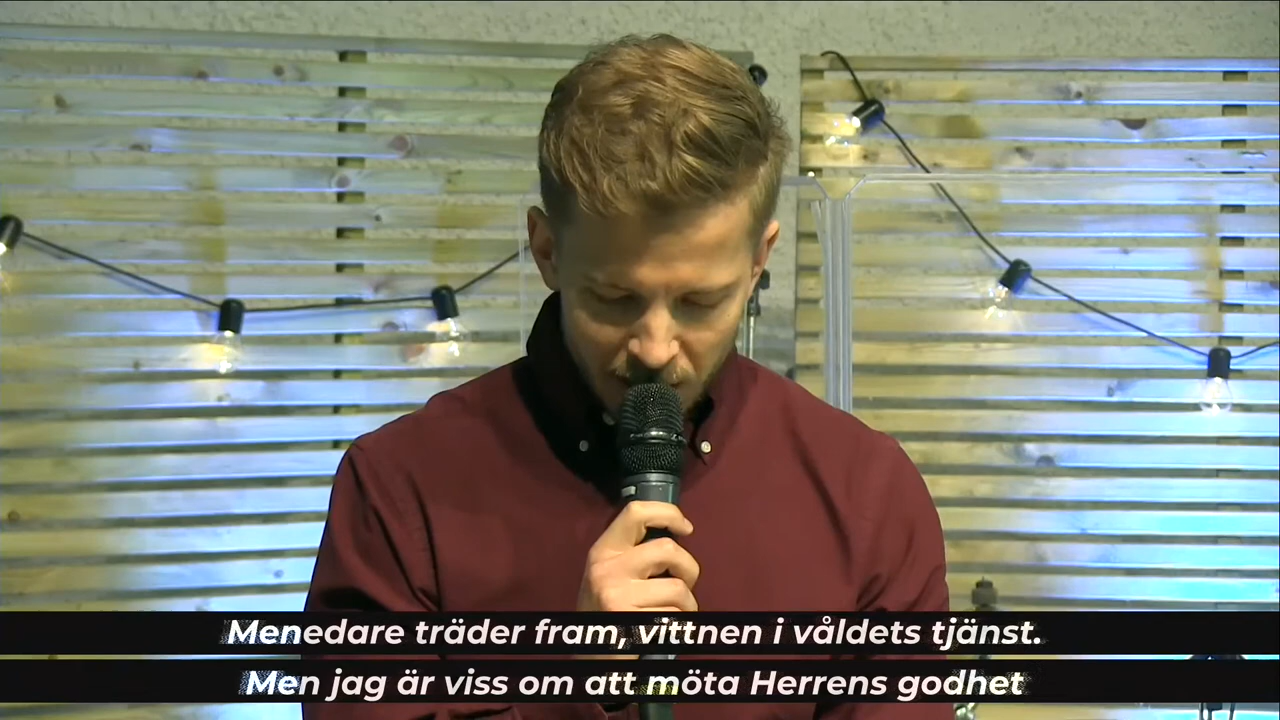 Menedare träder fram, vittnen i våldets tjänst.
Men jag är viss om att möta Herrens godhet